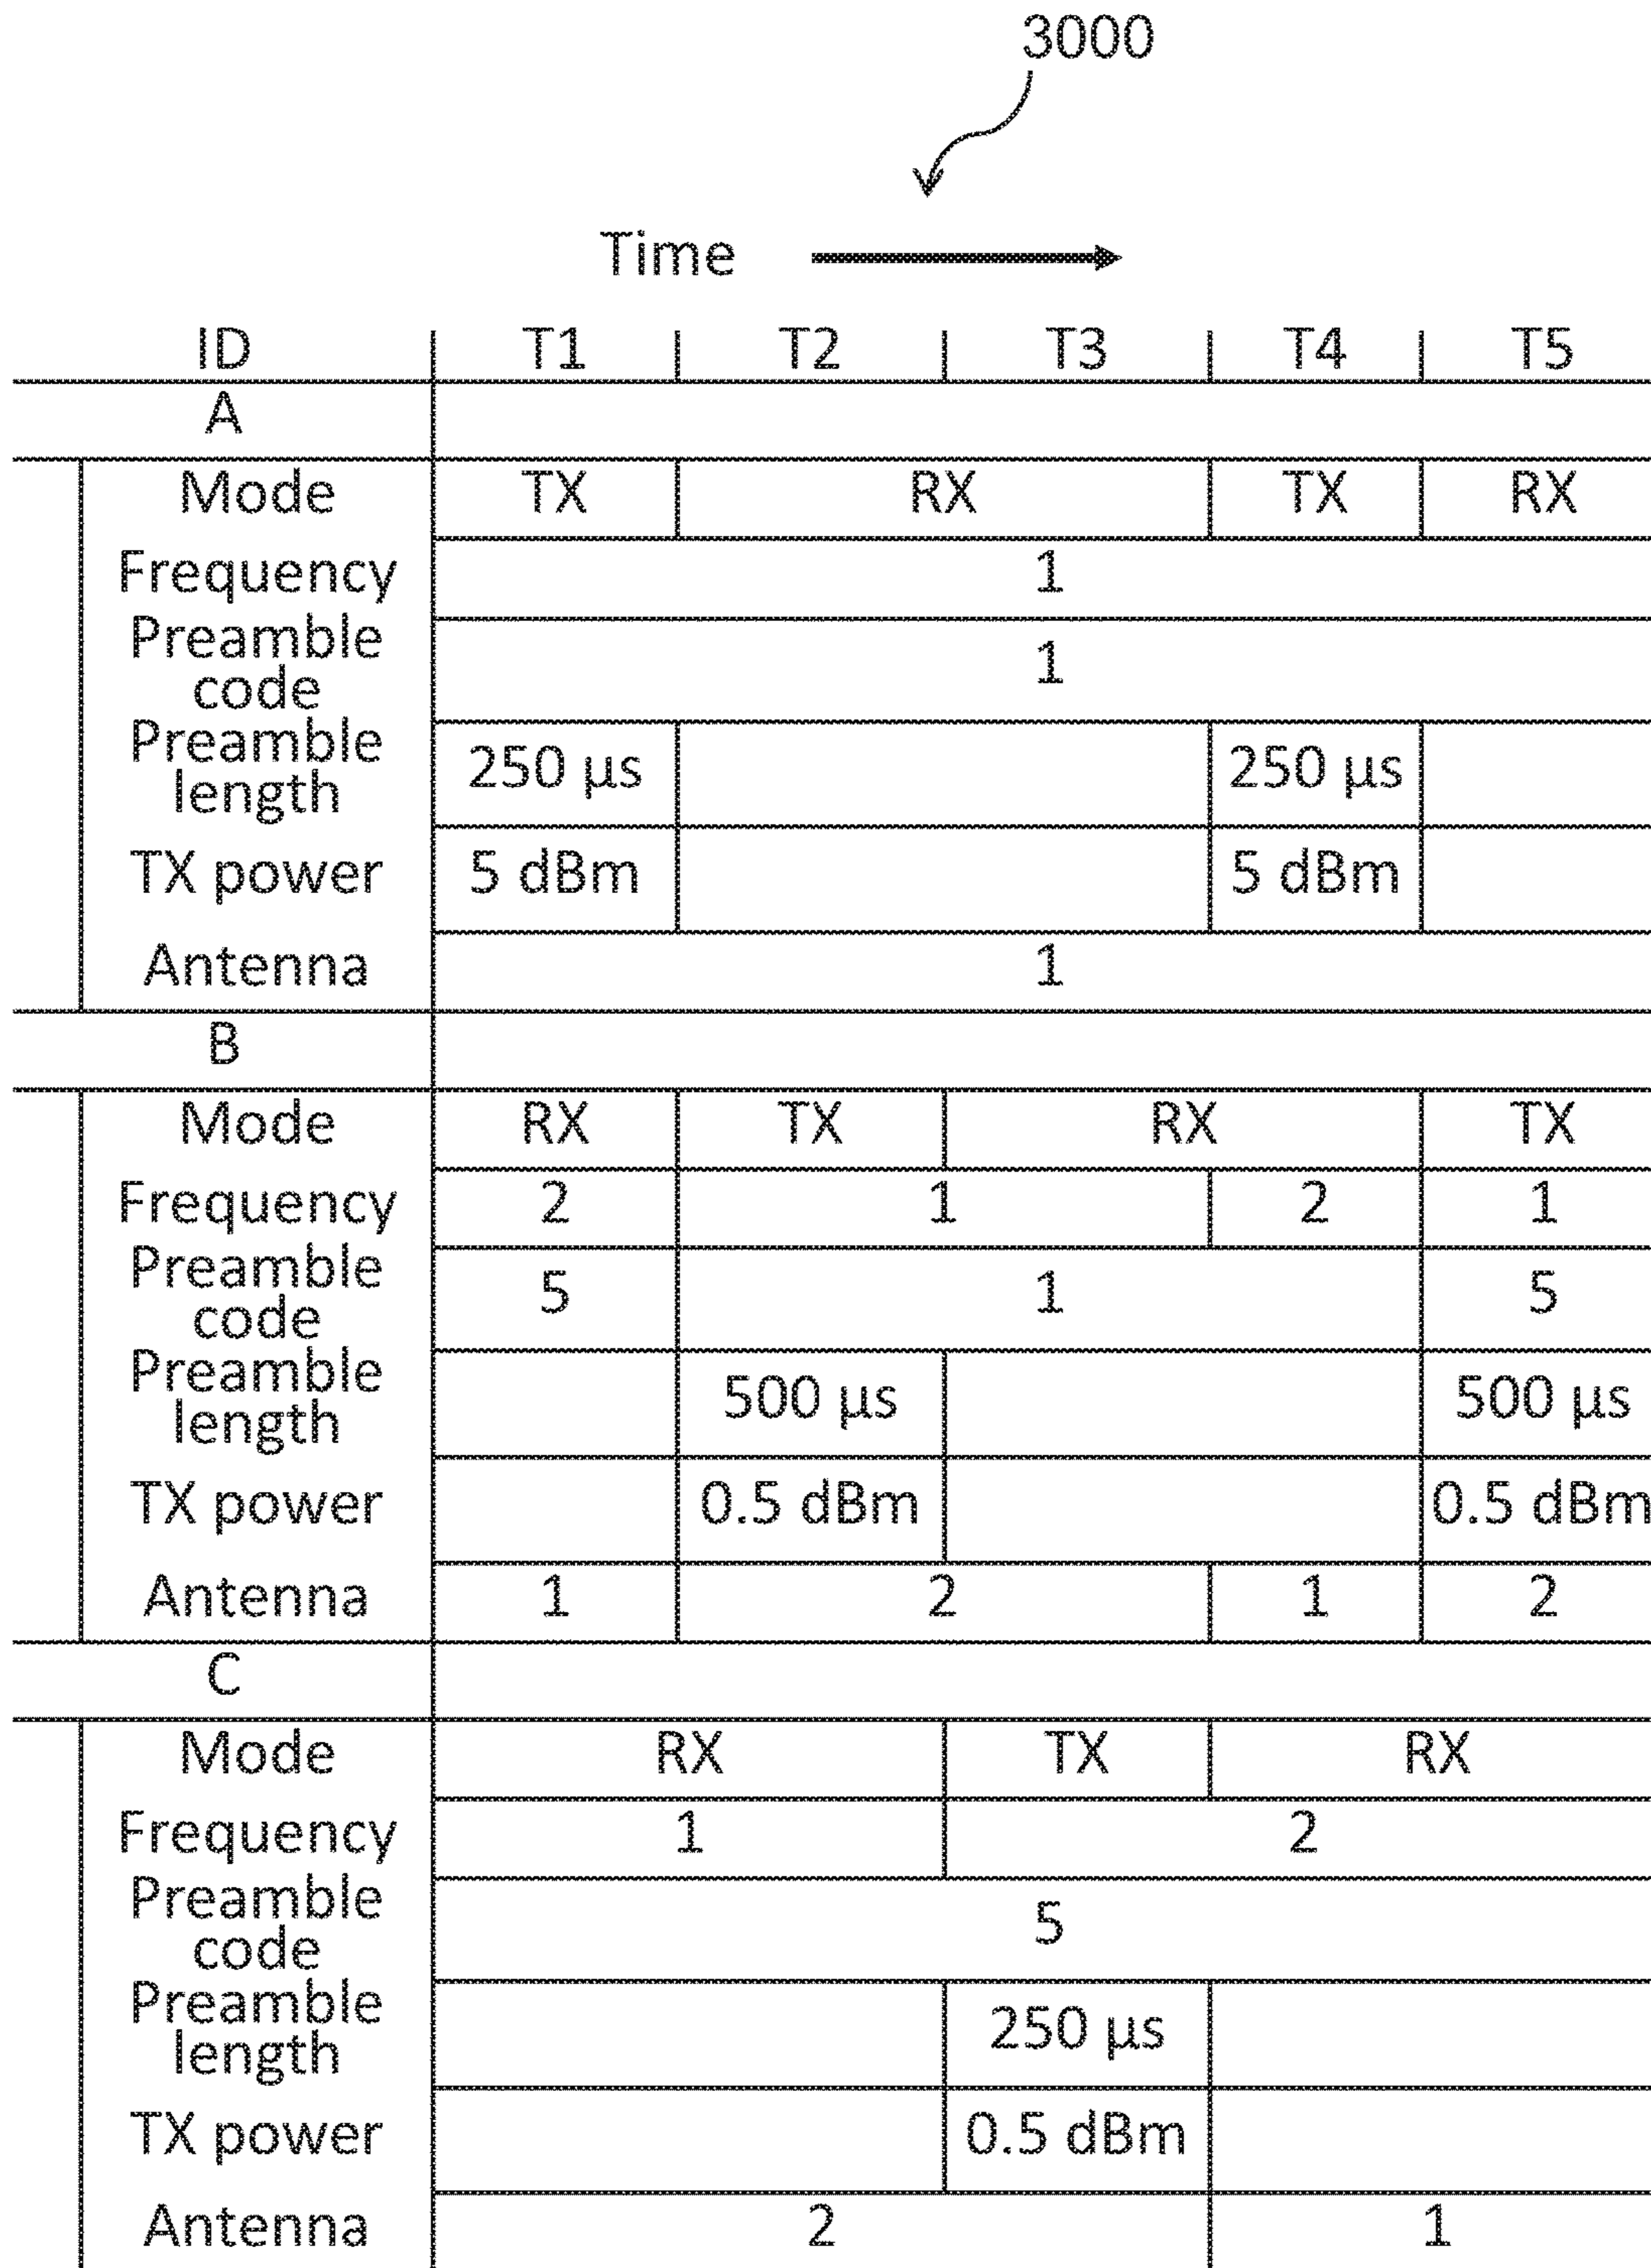 3000
Time
ID T1 T2 T3 T4 T5
A
Mode TX RX TX RX
Frequency 1
Preamble
code 1
Preamble
length 250 µs 250 µs
TX power 5 dBm 5 dBm
Antenna 1
B
Mode RX TX RX TX
Frequency 2 1 2 1
Preamble
code 5 1 5
Preamble
length 500 µs 500 µs
TX power 0.5 dBm 0.5 dBm
Antenna 1 2 1 2
C
Mode RX TX RX
Frequency 1 2
Preamble
code 5
Preamble
length 250 µs
TX power 0.5 dBm
Antenna 2 1